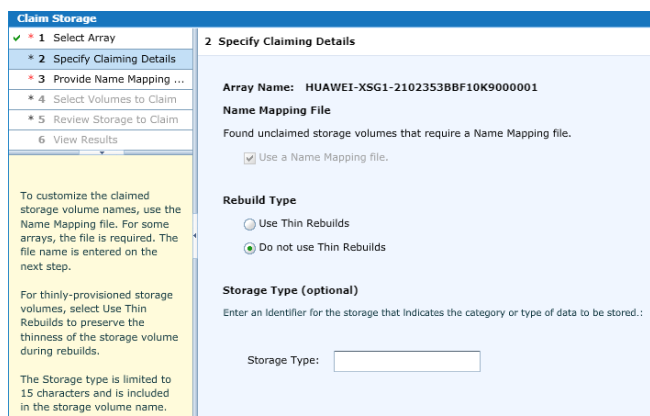 Claim Storage
* 1 Select Array
* 2 Specify Claiming Details
* 3 Provide Name Mapping ...
* 4 Select Volumes to Claim
* 5 Review Storage to Claim
6 View Results
To customize the claimed
storage volume names, use the
Name Mapping file. For some
arrays, the file is required. The
file name is entered on the
next step.
For thinly-provisioned storage
volumes, select Use Thin
Rebuilds to preserve the
thinness of the storage volume
during rebuilds.
The Storage type is limited to
15 characters and is included
in the storage volume name.
2 Specify Claiming Details
Array Name: HUAWEI-XSG1-2102353BBF10K9000001
Name Mapping File
Found unclaimed storage volumes that require a Name Mapping file.
Use a Name Mapping file.
Rebuild Type
Use Thin Rebuilds
Do not use Thin Rebuilds
Storage Type (optional)
Enter an Identifier for the storage that Indicates the category or type of data to be stored.:
Storage Type: